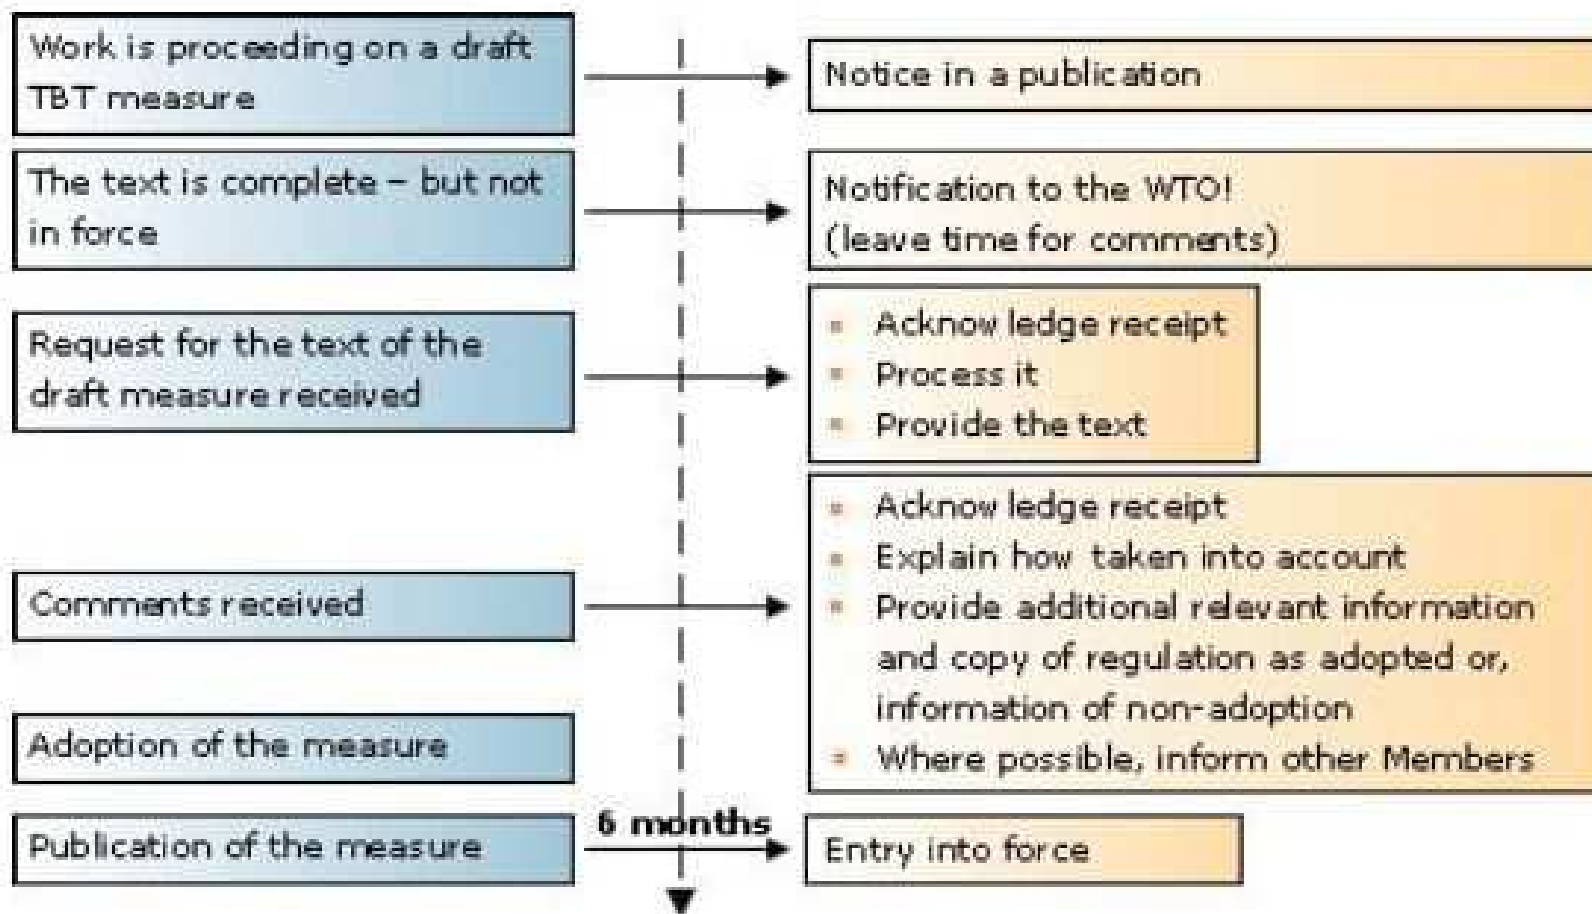 Work is proceeding on a draft
TBT measure
Notice in a publication
The text is complete – but not
in force
Notification to the WTO!
(leave time for comments)
Request for the text of the
draft measure received
Acknow ledge receipt
Process it
Provide the text
Comments received
Acknow ledge receipt
Explain how taken into account
Provide additional relevant information
and copy of regulation as adopted or,
information of non-adoption
Where possible, inform other Members
Adoption of the measure
Publication of the measure
6 months
Entry into force